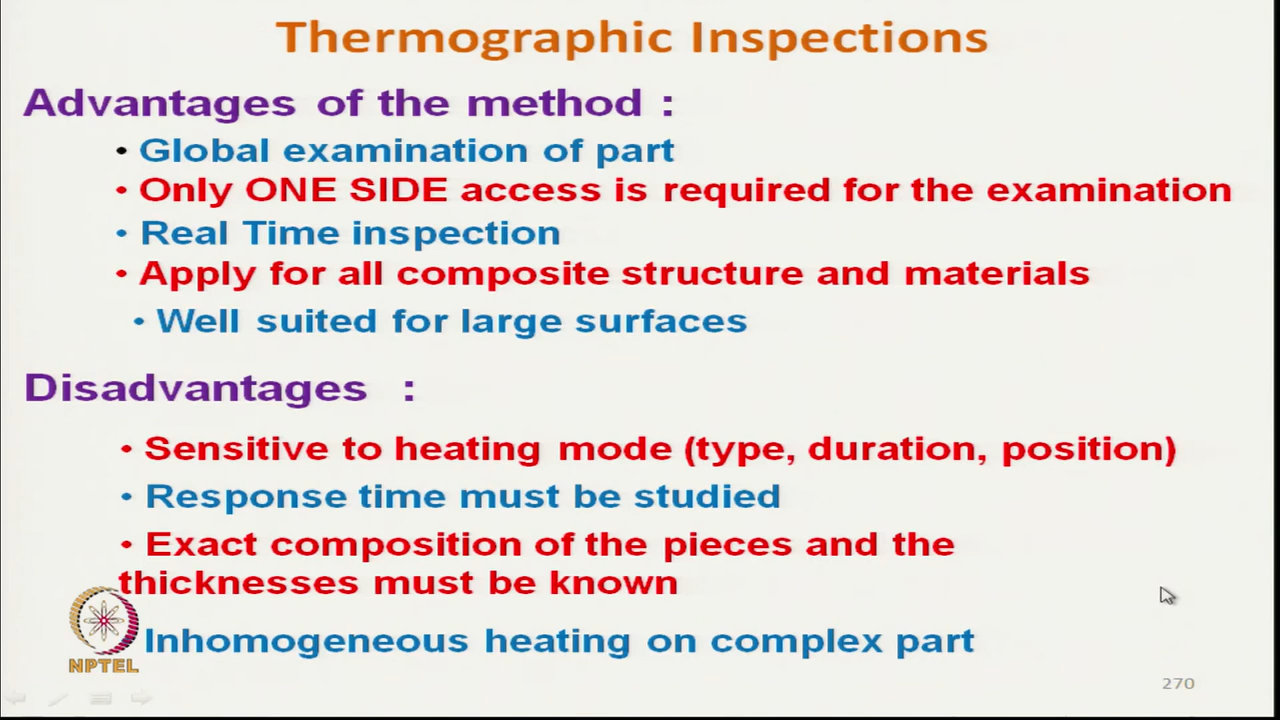 Thermographic Inspections
Advantages of the method :
• Global examination of part
• Only ONE SIDE access is required for the examination
• Real Time inspection
• Apply for all composite structure and materials
• Well suited for large surfaces
Disadvantages :
• Sensitive to heating mode (type, duration, position)
• Response time must be studied
• Exact composition of the pieces and the
thicknesses must be known
Inhomogeneous heating on complex part
NPTEL
270